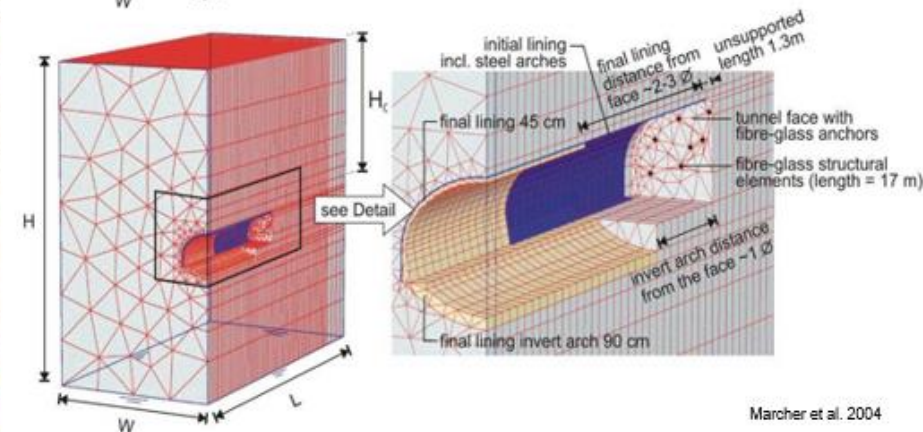 W
H
H
W
L
see Detail
initial lining
incl. steel arches
final lining
distance from
face ~2-3 Ø
unsupported
length 1.3m
final lining 45 cm
tunnel face with
fibre-glass anchors
fibre-glass structural
elements (length = 17 m)
invert arch distance
from the face ~1 Ø
final lining invert arch 90 cm
Marcher et al. 2004